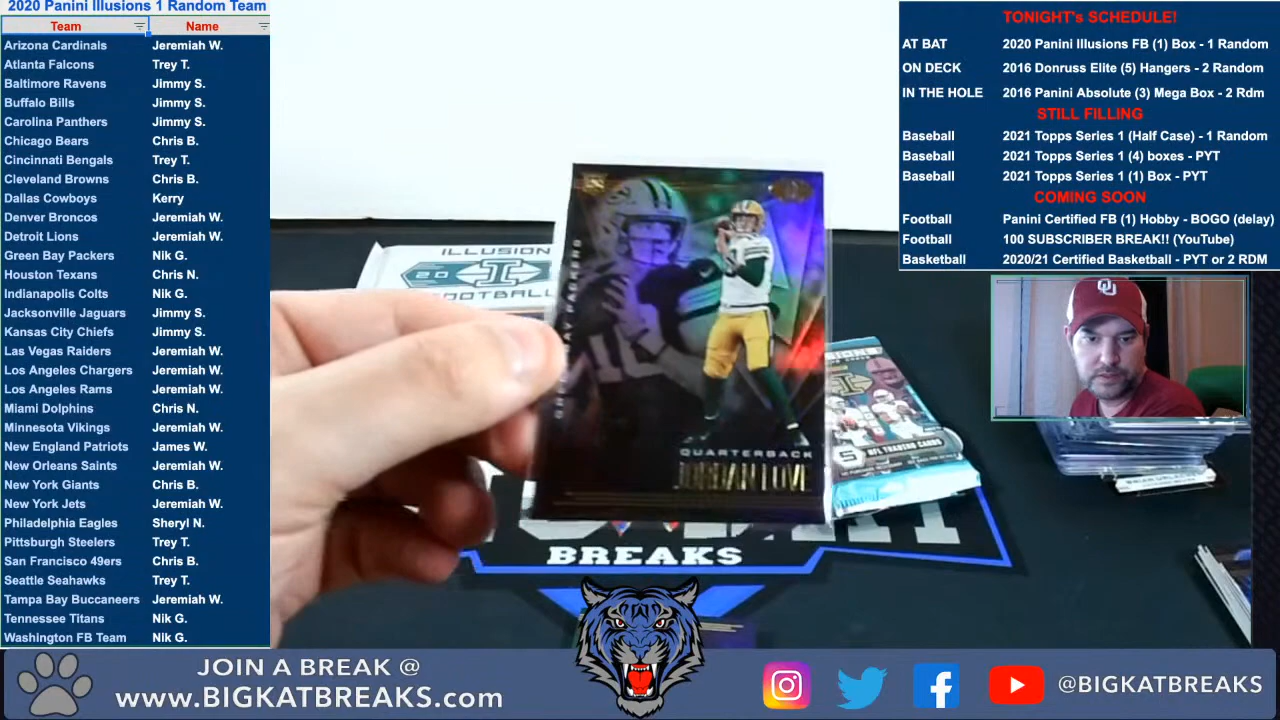 2020 Panini Illusions 1 Random Team
Team Name
Arizona Cardinals Jeremiah W.
Atlanta Falcons Trey T.
Baltimore Ravens Jimmy S.
Buffalo Bills Jimmy S.
Carolina Panthers Jimmy S.
Chicago Bears Chris B.
Cincinnati Bengals Trey T.
Cleveland Browns Chris B.
Dallas Cowboys Kerry
Denver Broncos Jeremiah W.
Detroit Lions Jeremiah W.
Green Bay Packers Nik G.
Houston Texans Chris N.
Indianapolis Colts Nik G.
Jacksonville Jaguars Jimmy S.
Kansas City Chiefs Jimmy S.
Las Vegas Raiders Jeremiah W.
Los Angeles Chargers Jeremiah W.
Los Angeles Rams Jeremiah W.
Miami Dolphins Chris N.
Minnesota Vikings Jeremiah W.
New England Patriots James W.
New Orleans Saints Jeremiah W.
New York Giants Chris B.
New York Jets Jeremiah W.
Philadelphia Eagles Sheryl N.
Pittsburgh Steelers Trey T.
San Francisco 49ers Chris B.
Seattle Seahawks Trey T.
Tampa Bay Buccaneers Jeremiah W.
Tennessee Titans Nik G.
Washington FB Team Nik G.
TONIGHT's SCHEDULE!
AT BAT 2020 Panini Illusions FB (1) Box - 1 Random
ON DECK 2016 Donruss Elite (5) Hangers - 2 Random
IN THE HOLE 2016 Panini Absolute (3) Mega Box - 2 Rdm
STILL FILLING
Baseball 2021 Topps Series 1 (Half Case) - 1 Random
Baseball 2021 Topps Series 1 (4) boxes - PYT
Baseball 2021 Topps Series 1 (1) Box - PYT
COMING SOON
Football Panini Certified FB (1) Hobby - BOGO (delay)
Football 100 SUBSCRIBER BREAK!! (YouTube)
Basketball 2020/21 Certified Basketball - PYT or 2 RDM
ILLUSION
20
FOOTBALL
QUARTERBACK
JORDAN LOVE
5 NFL TRADING CARDS
OU
BREAKS
JOIN A BREAK @
www.BIGKATBREAKS.com
@BIGKATBREAKS